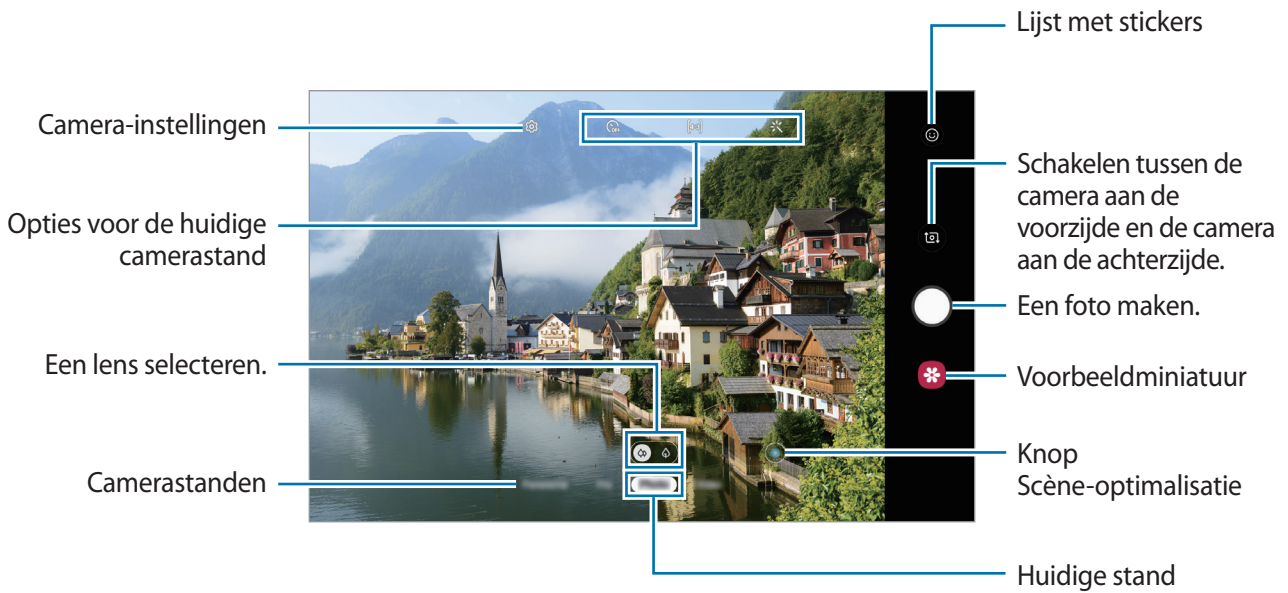 Lijst met stickers
Camera-instellingen
Schakelen tussen de
camera aan de
voorzijde en de camera
aan de achterzijde.
Opties voor de huidige
camerastand
Een foto maken.
Een lens selecteren.
Voorbeeldminiatuur
Knop
Scène-optimalisatie
Camerastanden
Huidige stand